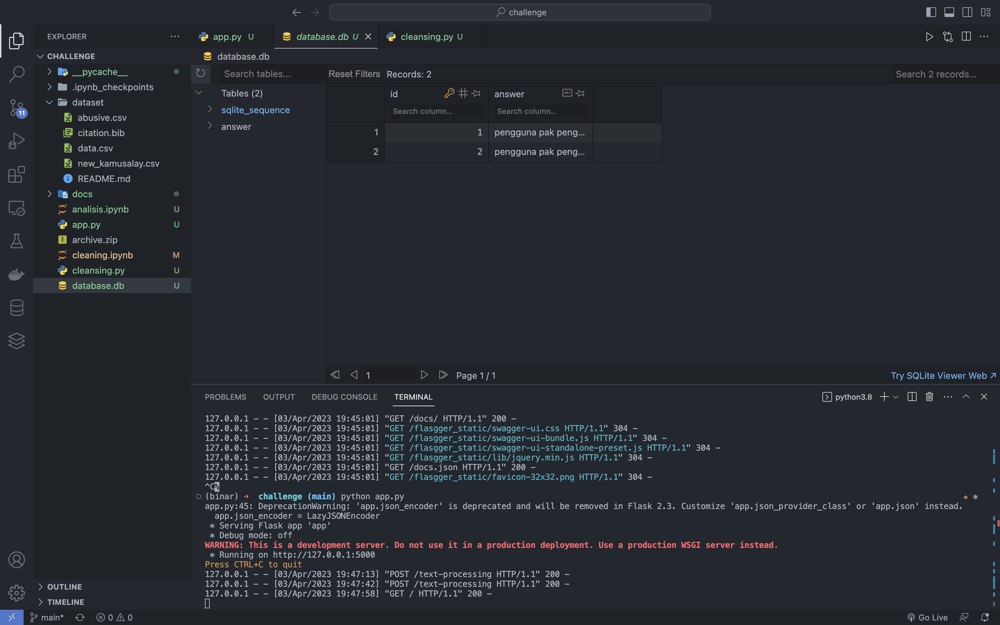 challenge
EXPLORER
app.py U
database.db U
cleansing.py U
CHALLENGE
database.db
__pycache__
.ipynb_checkpoints
dataset
abusive.csv
citation.bib
data.csv
new_kamusalay.csv
README.md
docs
analisis.ipynb U
app.py U
archive.zip
cleaning.ipynb M
cleansing.py U
database.db U
11
OUTLINE
TIMELINE
Search tables...
Reset Filters Records: 2
Search 2 records...
Tables (2)
sqlite_sequence
answer
id answer
abc
Search column... Search column...
1 1 pengguna pak peng...
2 2 pengguna pak peng...
1 Page 1 / 1
Try SQLite Viewer Web
PROBLEMS OUTPUT DEBUG CONSOLE TERMINAL
python3.8
127.0.0.1 - - [03/Apr/2023 19:45:01] "GET /docs/ HTTP/1.1" 200 -
127.0.0.1 - - [03/Apr/2023 19:45:01] "GET /flasgger_static/swagger-ui.css HTTP/1.1" 304 -
127.0.0.1 - - [03/Apr/2023 19:45:01] "GET /flasgger_static/swagger-ui-bundle.js HTTP/1.1" 304 -
127.0.0.1 - - [03/Apr/2023 19:45:01] "GET /flasgger_static/swagger-ui-standalone-preset.js HTTP/1.1" 304 -
127.0.0.1 - - [03/Apr/2023 19:45:01] "GET /flasgger_static/lib/jquery.min.js HTTP/1.1" 304 -
127.0.0.1 - - [03/Apr/2023 19:45:01] "GET /docs.json HTTP/1.1" 200 -
127.0.0.1 - - [03/Apr/2023 19:45:01] "GET /flasgger_static/favicon-32x32.png HTTP/1.1" 304 -
^C%
(binar) ➜ challenge (main) python app.py
app.py:45: DeprecationWarning: 'app.json_encoder' is deprecated and will be removed in Flask 2.3. Customize 'app.json_provider_class' or 'app.json' instead.
app.json_encoder = LazyJSONEncoder
* Serving Flask app 'app'
* Debug mode: off
WARNING: This is a development server. Do not use it in a production deployment. Use a production WSGI server instead.
* Running on http://127.0.0.1:5000
Press CTRL+C to quit
127.0.0.1 - - [03/Apr/2023 19:47:13] "POST /text-processing HTTP/1.1" 200 -
127.0.0.1 - - [03/Apr/2023 19:47:42] "POST /text-processing HTTP/1.1" 200 -
127.0.0.1 - - [03/Apr/2023 19:47:58] "GET / HTTP/1.1" 200 -
main* 0 0
Go Live